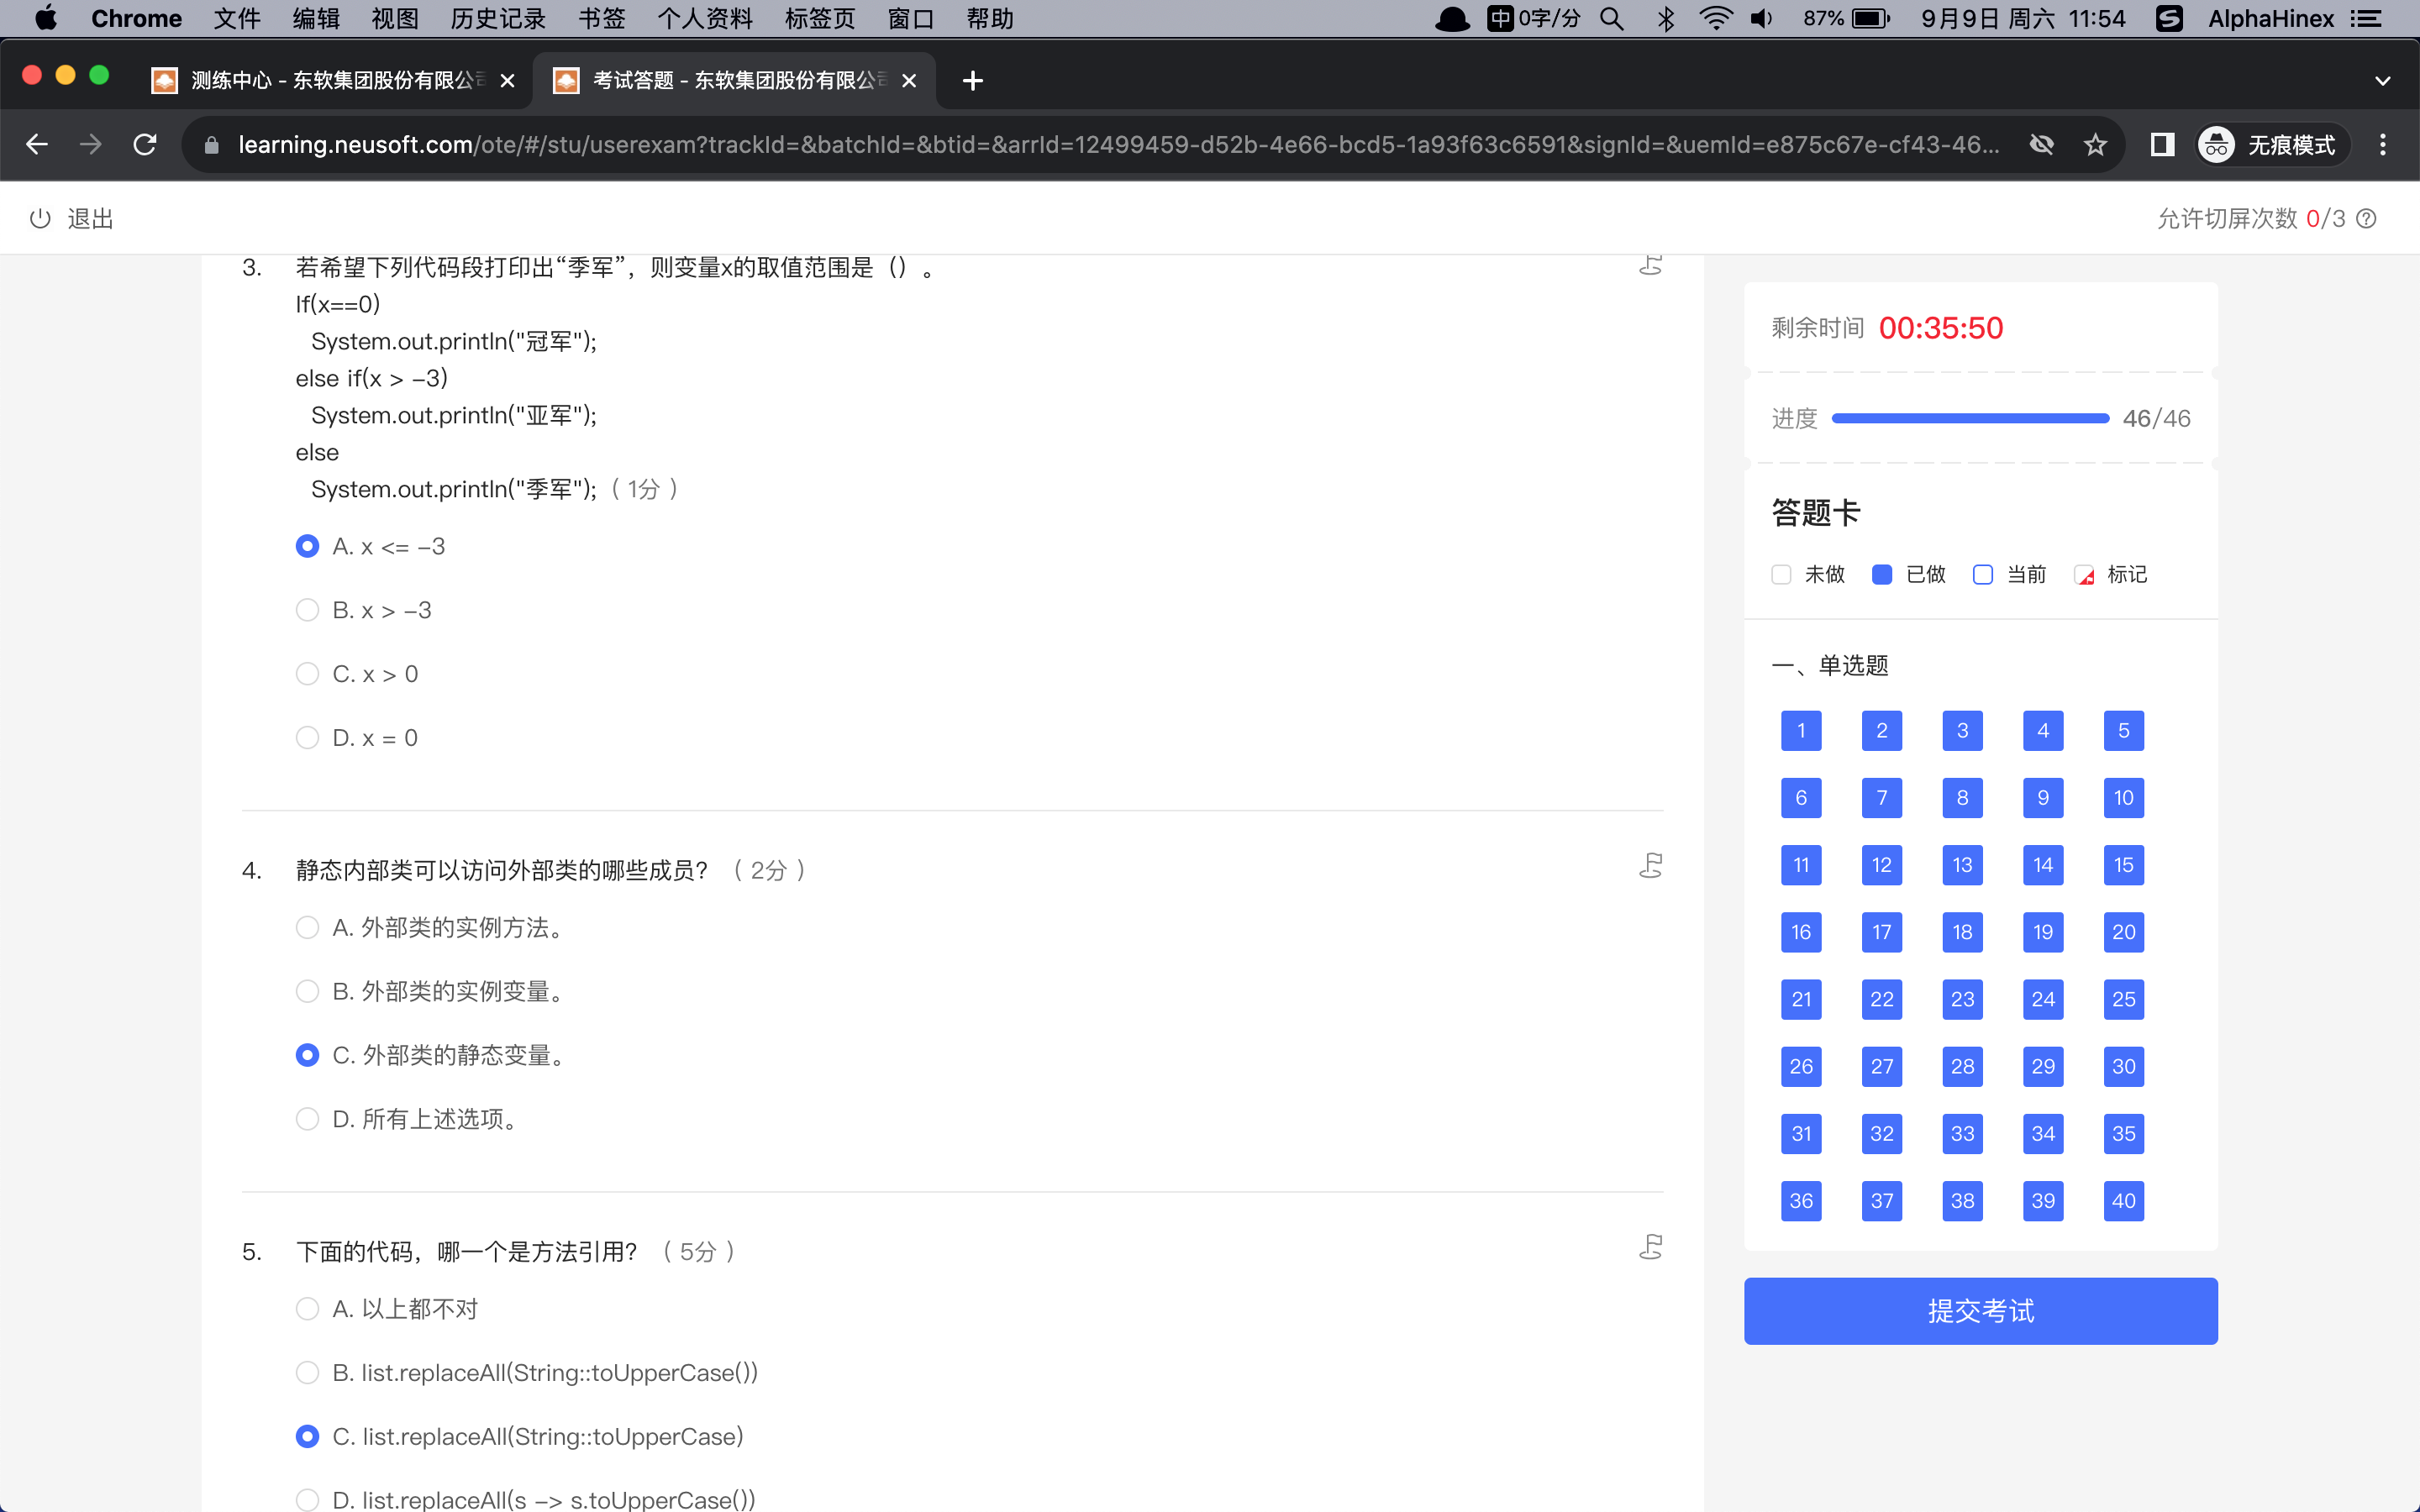 Chrome 文件 编辑 视图 历史记录 书签 个人资料 标签页 窗口 帮助 中 0字/分 87% 9月9日 周六 11:54 S AlphaHinex
测练中心 - 东软集团股份有限公司 考试答题 - 东软集团股份有限公司
learning.neusoft.com/ote/#/stu/userexam?trackId=&batchId=&btid=&arrId=12499459-d52b-4e66-bcd5-1a93f63c6591&signId=&uemId=e875c67e-cf43-46... 无痕模式
退出 允许切屏次数 0/3
3. 若希望下列代码段打印出“季军”，则变量x的取值范围是（）。
If(x==0)
System.out.println("冠军");
else if(x > -3)
System.out.println("亚军");
else
System.out.println("季军");（ 1分 ）
A. x <= -3
B. x > -3
C. x > 0
D. x = 0
4. 静态内部类可以访问外部类的哪些成员？（ 2分 ）
A. 外部类的实例方法。
B. 外部类的实例变量。
C. 外部类的静态变量。
D. 所有上述选项。
5. 下面的代码，哪一个是方法引用？（ 5分 ）
A. 以上都不对
B. list.replaceAll(String::toUpperCase())
C. list.replaceAll(String::toUpperCase)
D. list.replaceAll(s -> s.toUpperCase())
剩余时间 00:35:50
进度 46/46
答题卡
未做 已做 当前 标记
一、单选题
1 2 3 4 5
6 7 8 9 10
11 12 13 14 15
16 17 18 19 20
21 22 23 24 25
26 27 28 29 30
31 32 33 34 35
36 37 38 39 40
提交考试